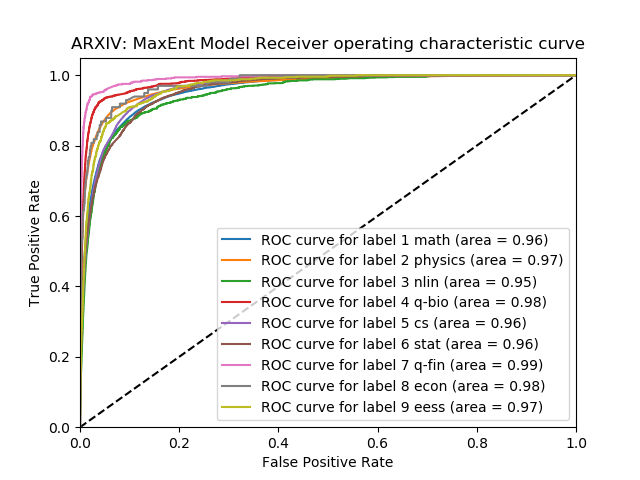 ARXIV: MaxEnt Model Receiver operating characteristic curve
1.0
0.8
0.6
0.4
0.2
0.0
True Positive Rate
ROC curve for label 1 math (area = 0.96)
ROC curve for label 2 physics (area = 0.97)
ROC curve for label 3 nlin (area = 0.95)
ROC curve for label 4 q-bio (area = 0.98)
ROC curve for label 5 cs (area = 0.96)
ROC curve for label 6 stat (area = 0.96)
ROC curve for label 7 q-fin (area = 0.99)
ROC curve for label 8 econ (area = 0.98)
ROC curve for label 9 eess (area = 0.97)
0.0 0.2 0.4 0.6 0.8 1.0
False Positive Rate